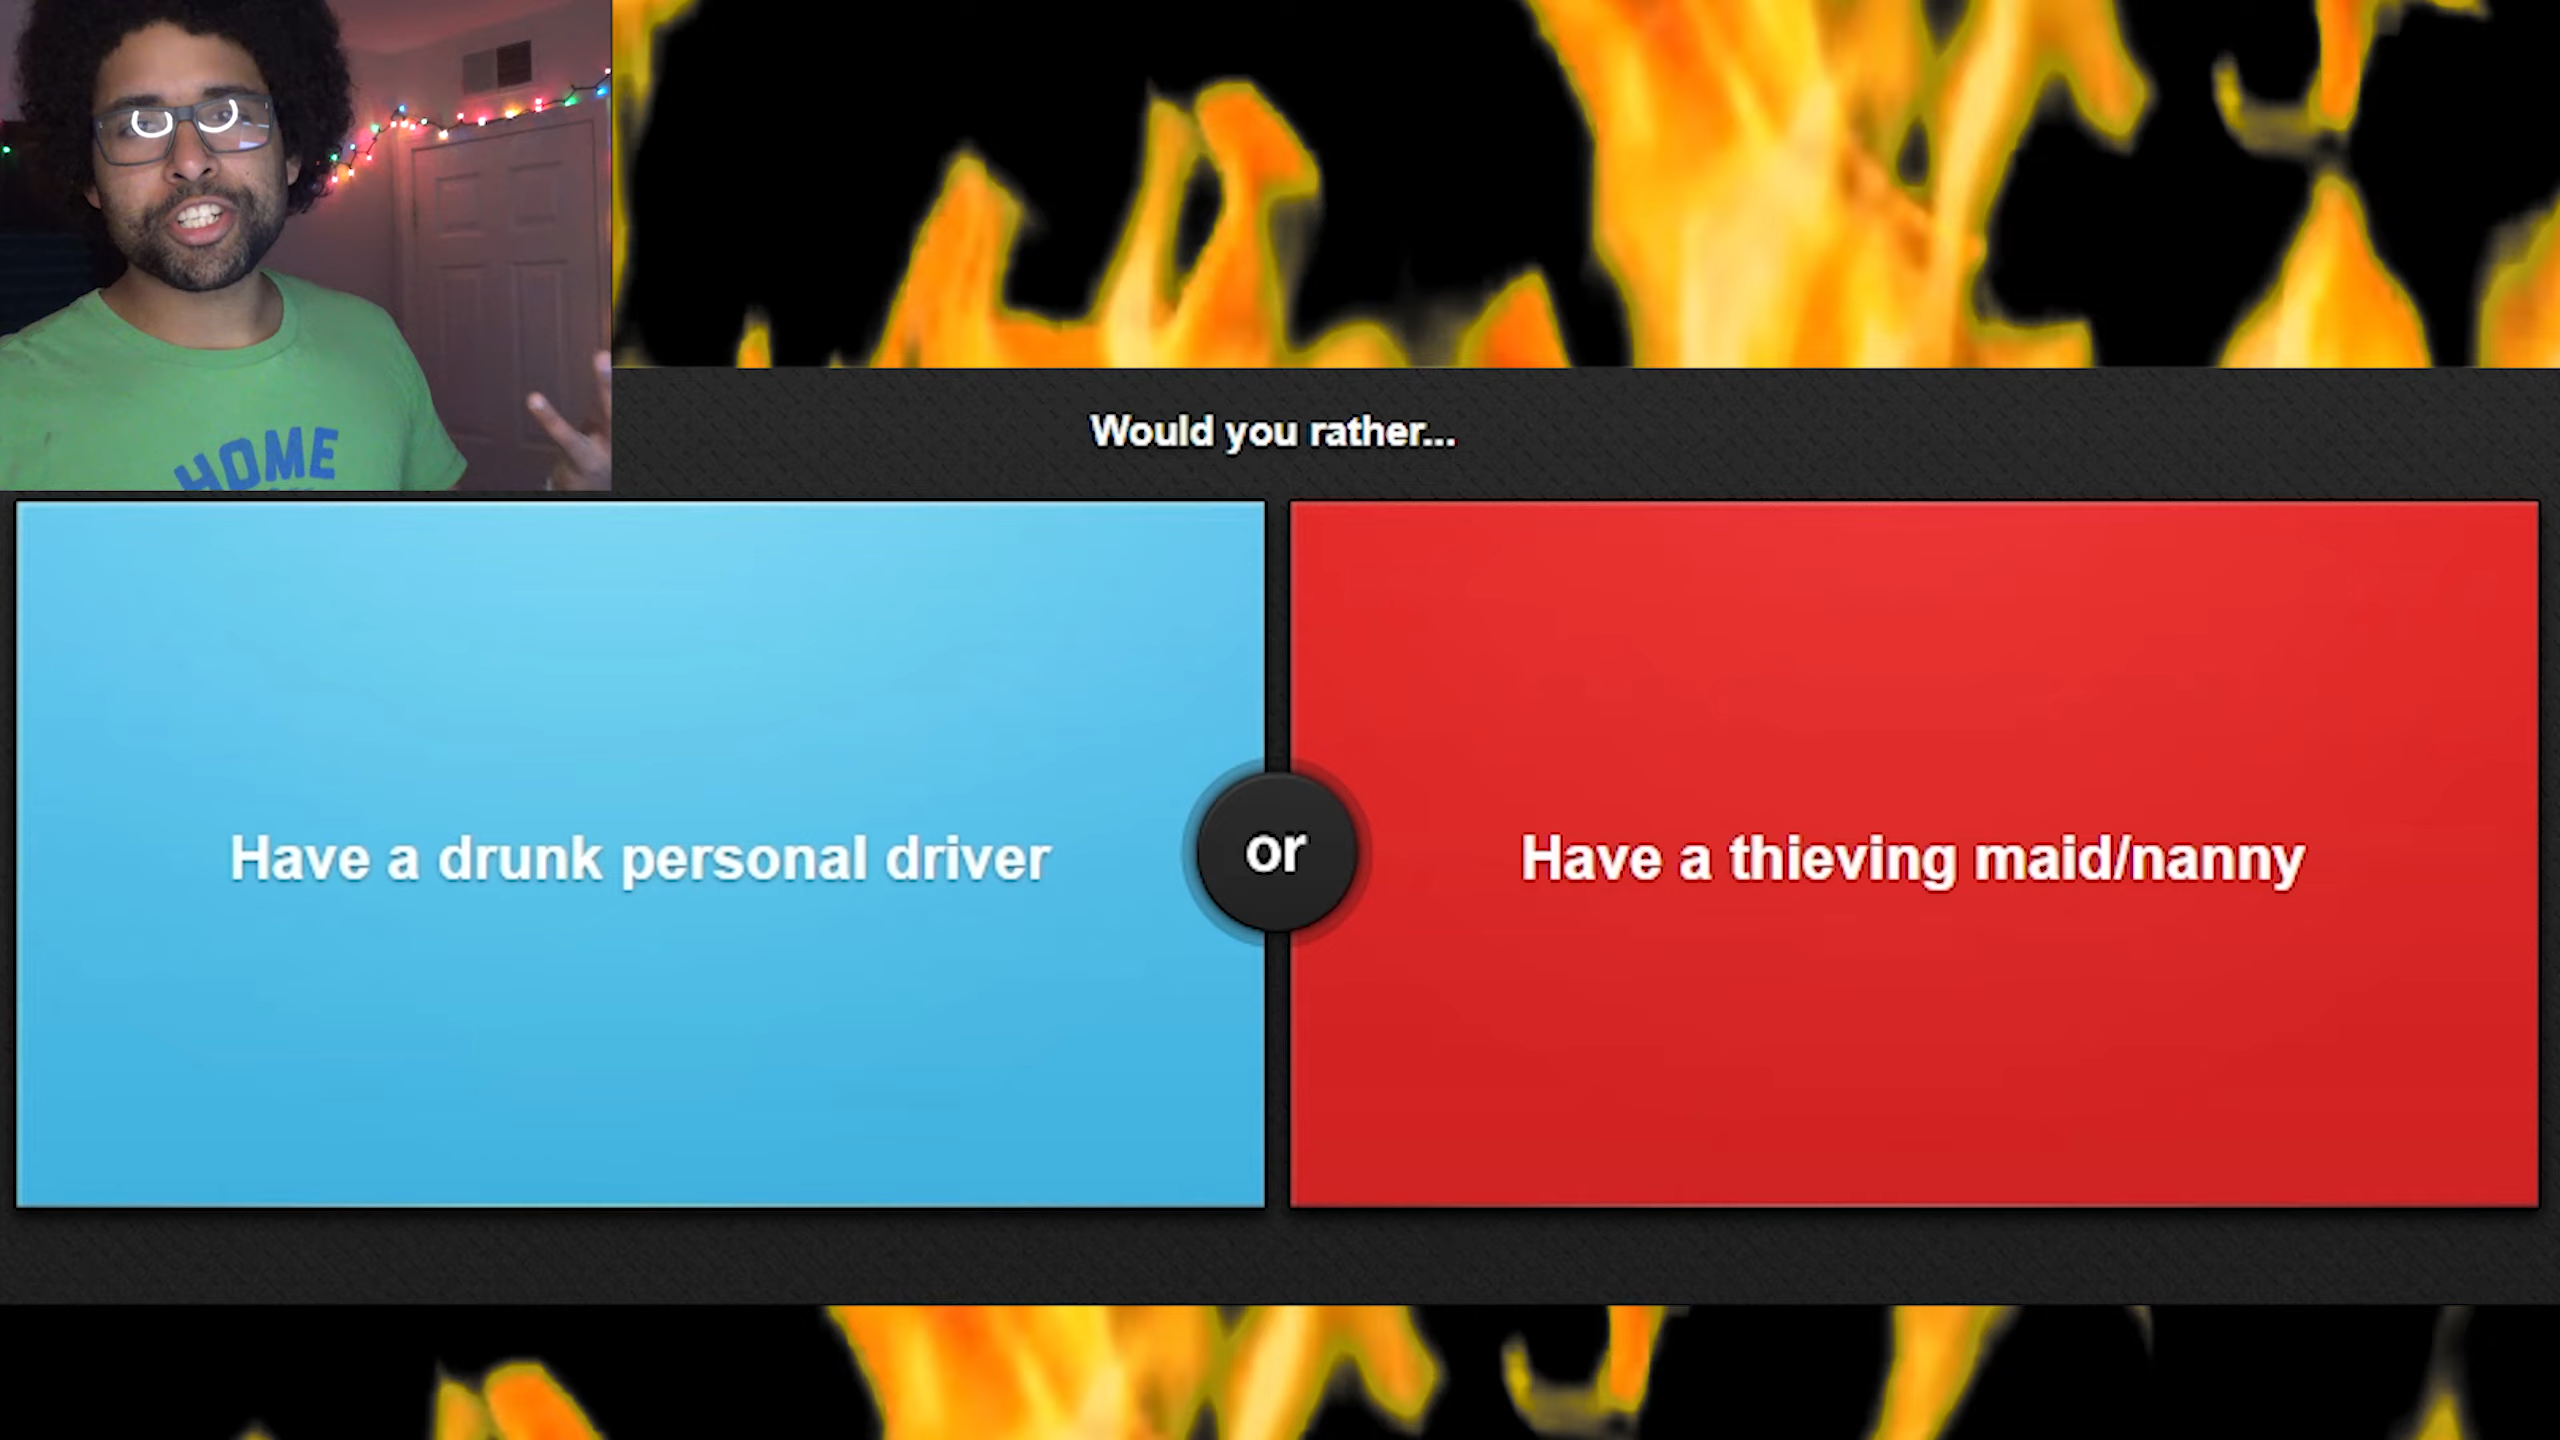 HOME
Would you rather...
Have a drunk personal driver
or
Have a thieving maid/nanny